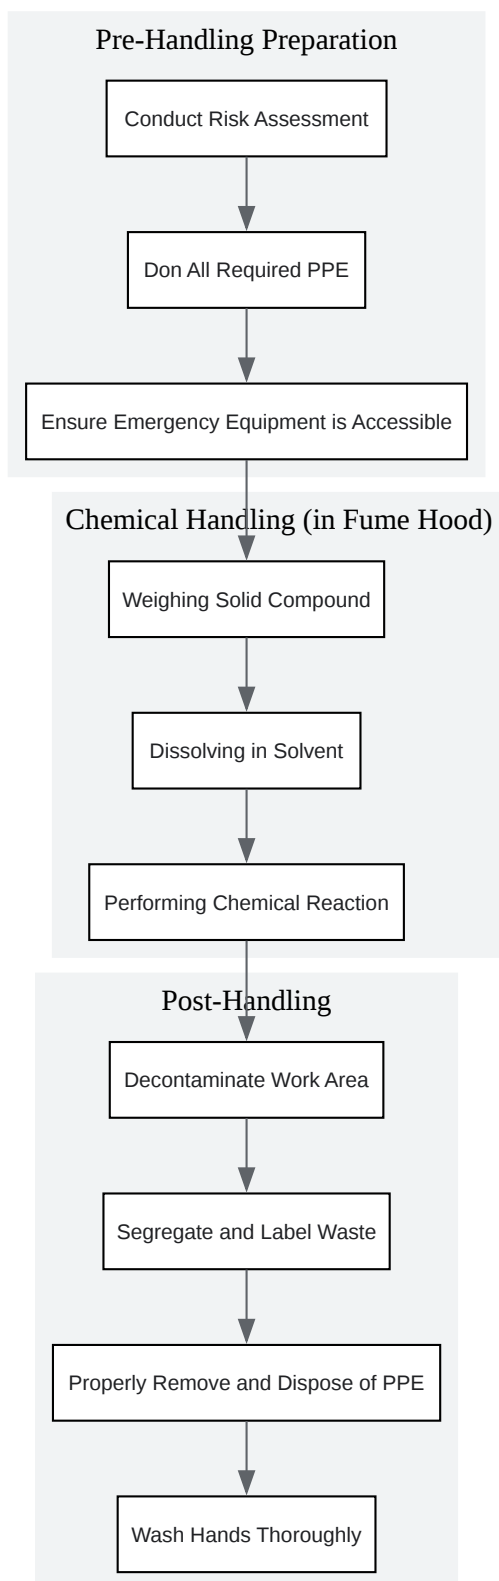 Pre-Handling Preparation
Conduct Risk Assessment
Don All Required PPE
Ensure Emergency Equipment is Accessible
Chemical Handling (in Fume Hood)
Weighing Solid Compound
Dissolving in Solvent
Performing Chemical Reaction
Post-Handling
Decontaminate Work Area
Segregate and Label Waste
Properly Remove and Dispose of PPE
Wash Hands Thoroughly